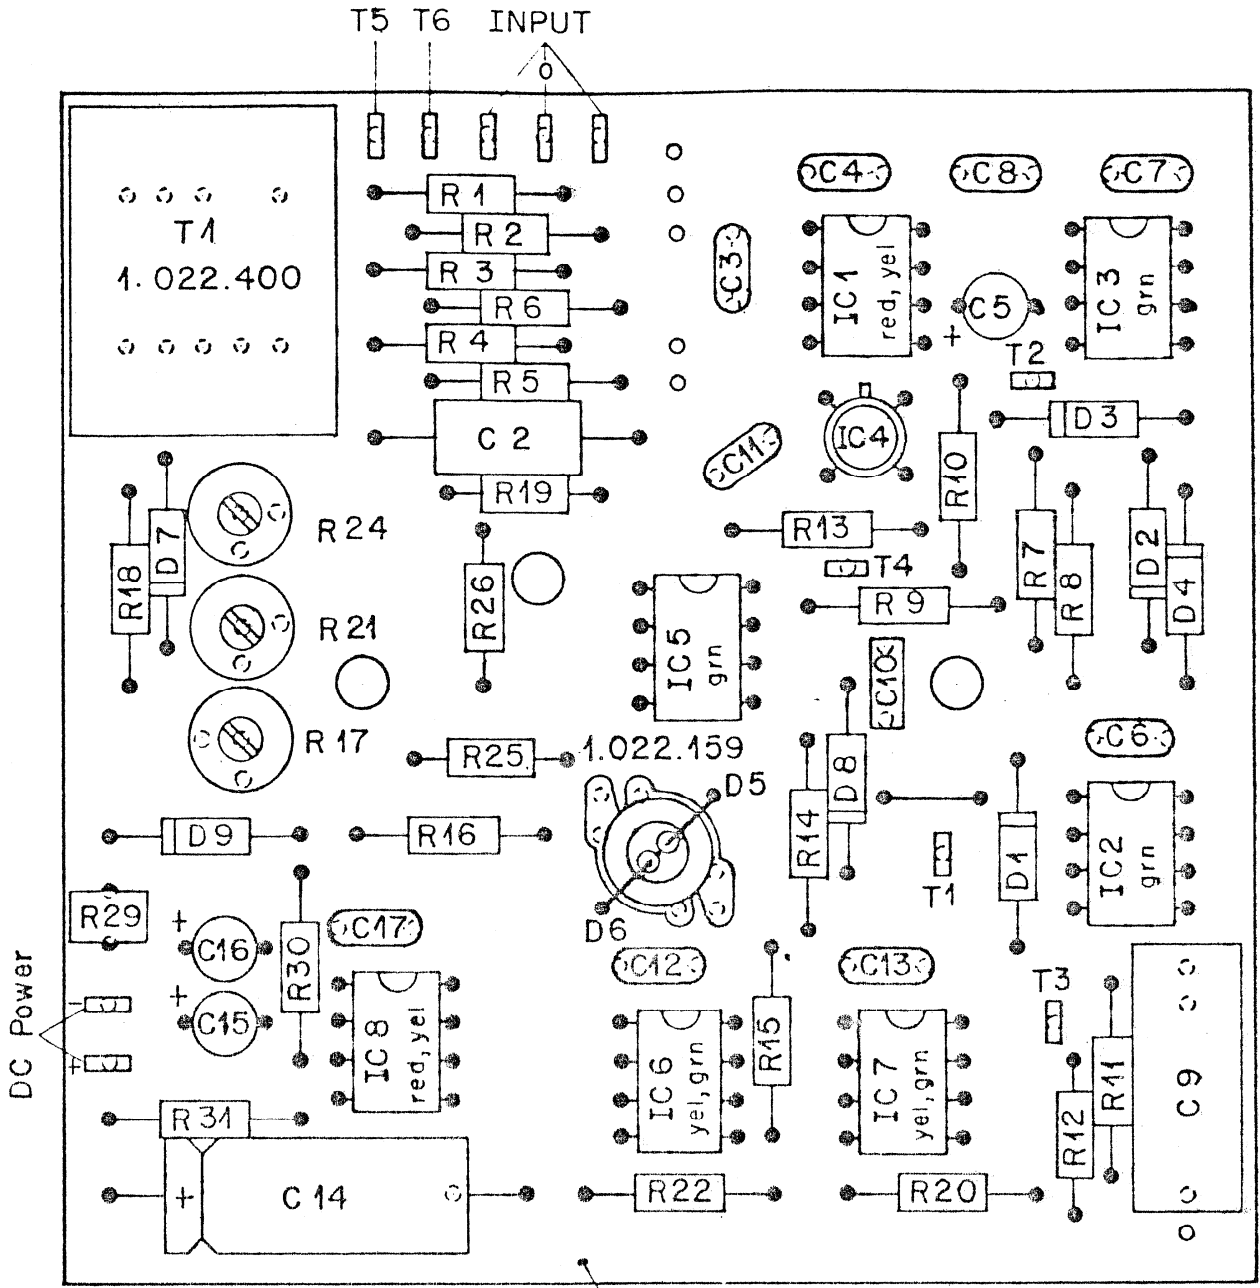 T5 T6 INPUT
T1
1.022.400
R1
R2
R3
R6
R4
R5
C2
R19
C3
C4
C8
C7
IC1
red, yel
C5
+
IC3
grn
T2
D3
IC4
C11
R10
R13
T4
R9
R7
R8
D2
D4
R18
D7
R24
R21
R17
R26
IC5
grn
C10
C6
R25
1.022.159
D5
D6
D8
R14
D1
T1
IC2
grn
D9
R16
R29
+
C16
+
C15
R30
C17
IC8
red, yel
C12
C13
R15
T3
IC6
yel, grn
IC7
yel, grn
R11
R12
C9
DC Power
-
+
R31
+
C14
R22
R20